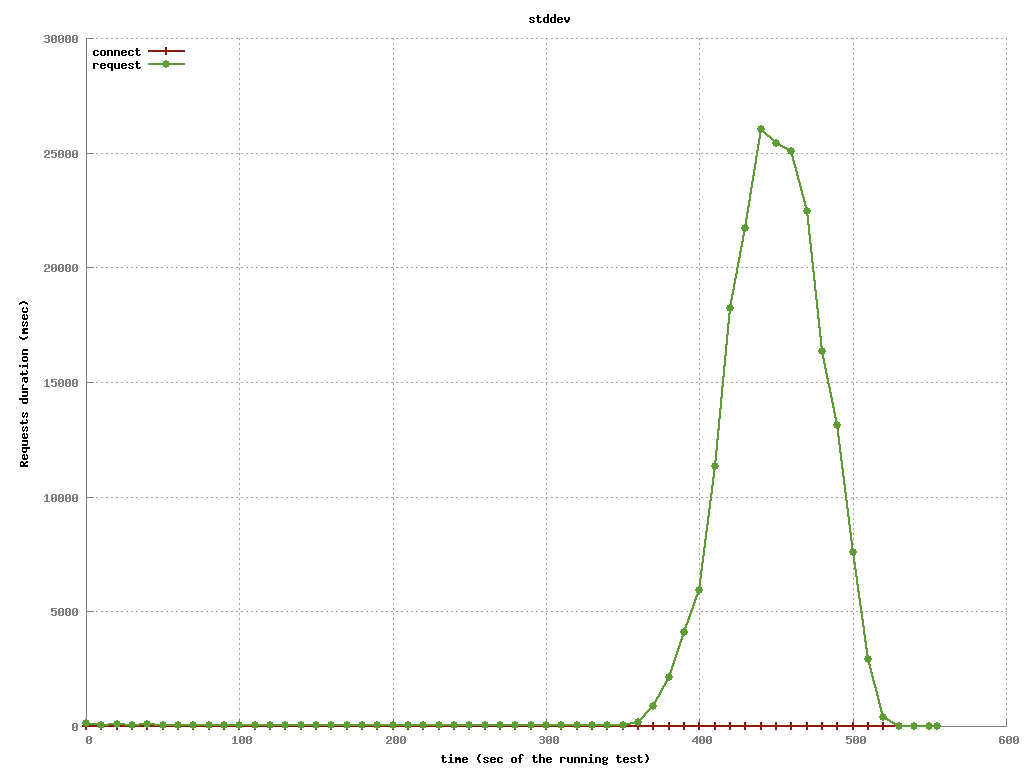 stddev
connect
request
30000
25000
20000
15000
10000
5000
0
Requests duration (msec)
0 100 200 300 400 500 600
time (sec of the running test)